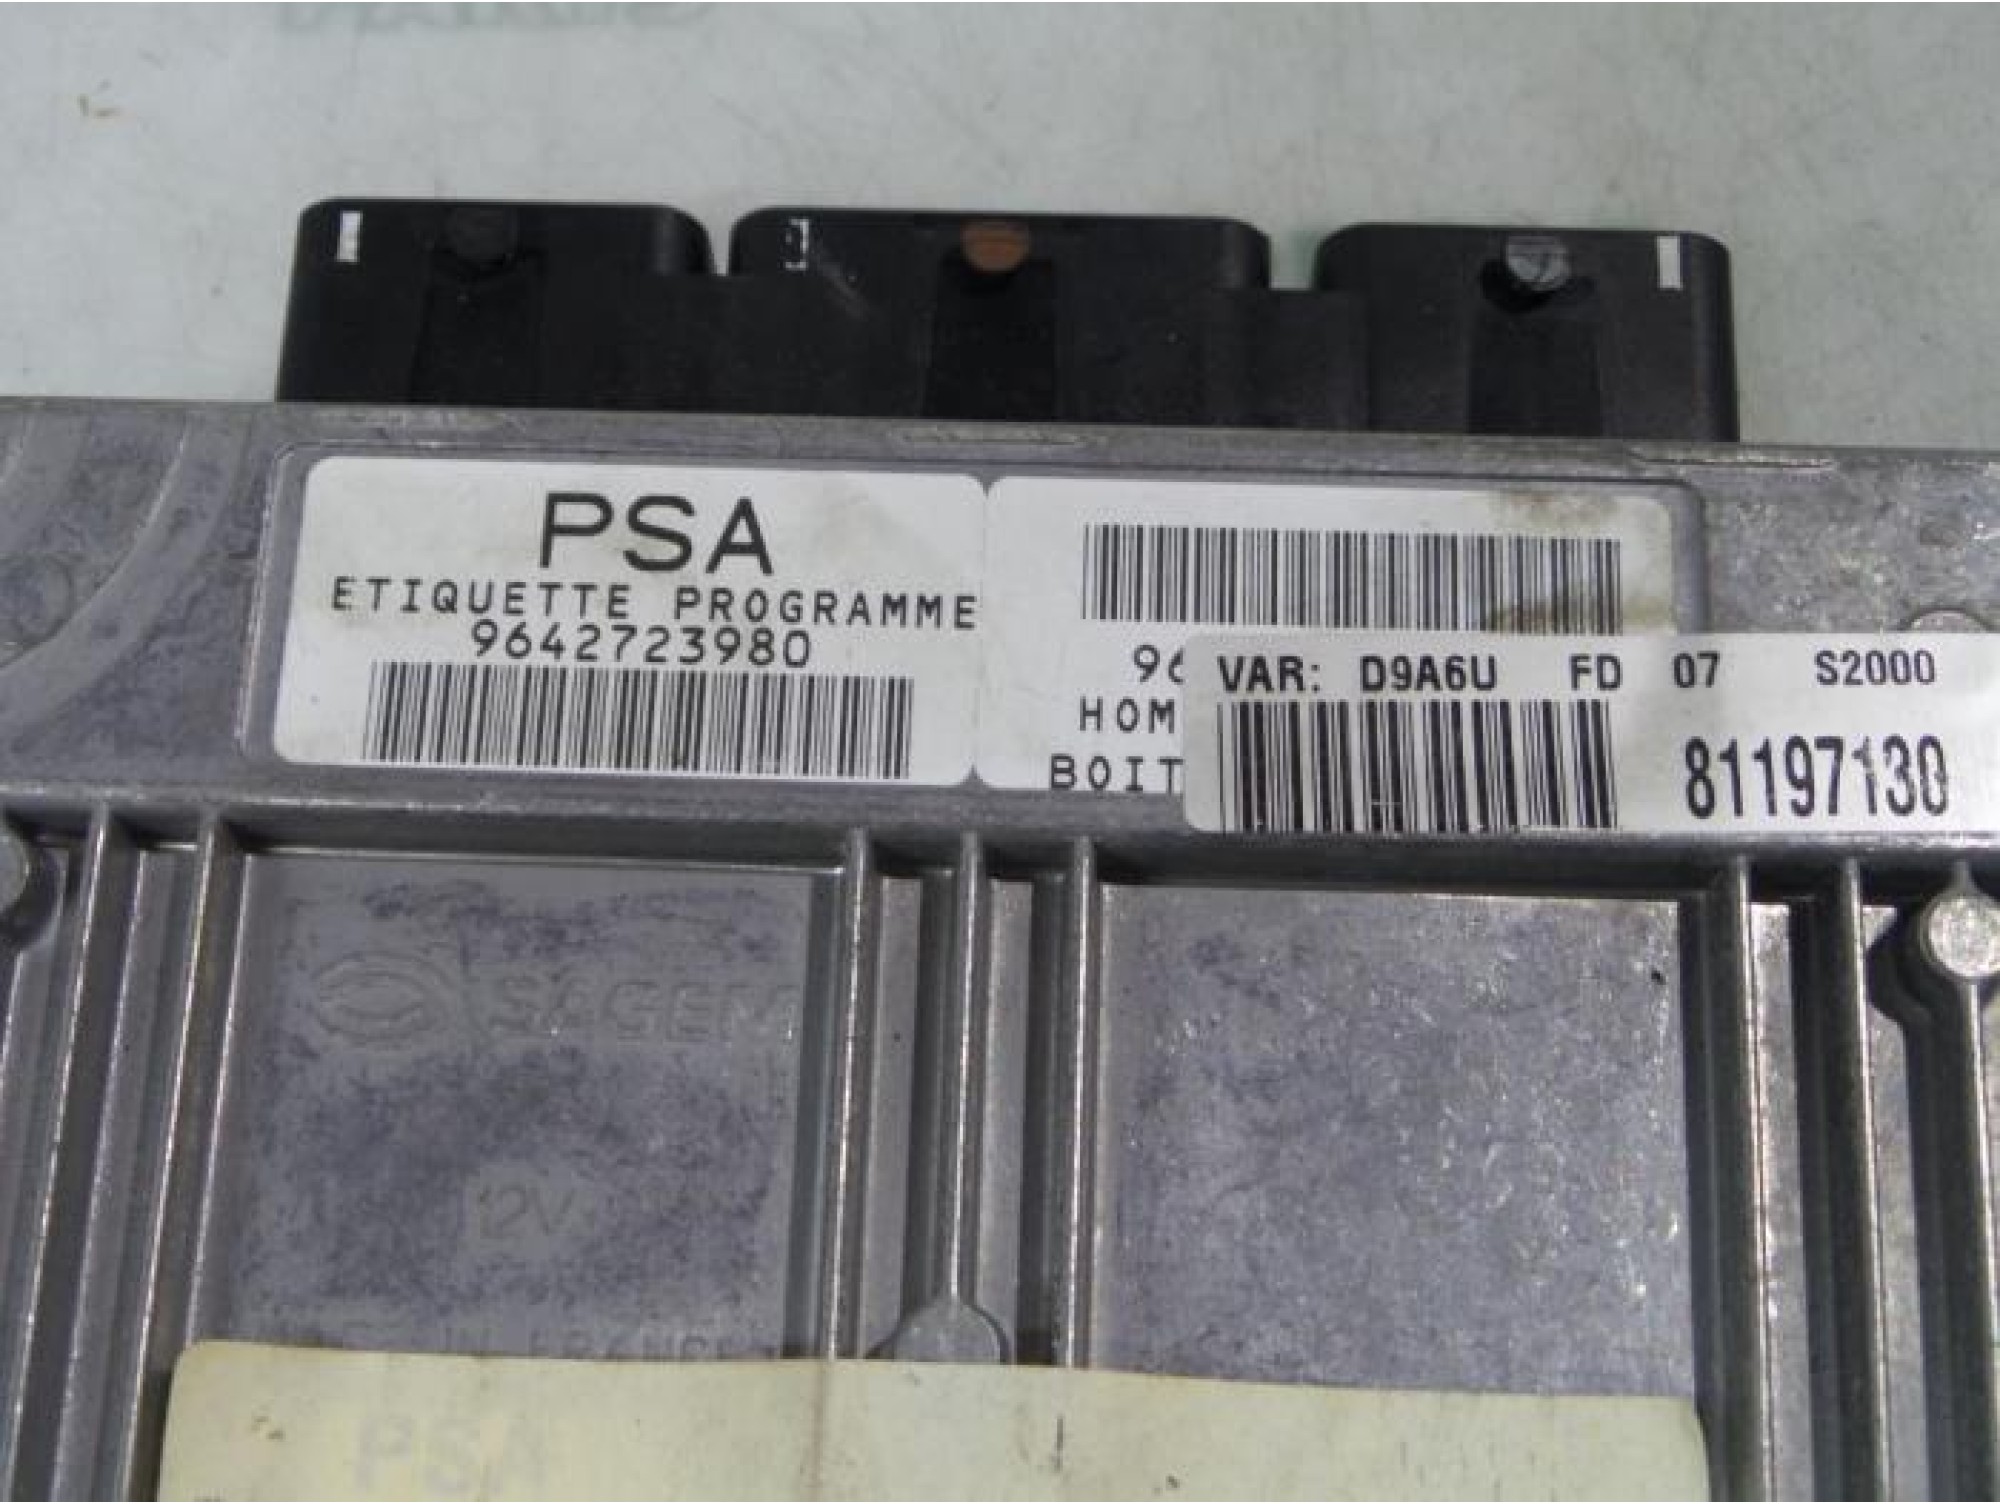 PSA
ETIQUETTE PROGRAMME
9642723980
96
HOM
BOIT
VAR: D9A6U FD 07 S2000
81197130
SAGEM
12V
PSA